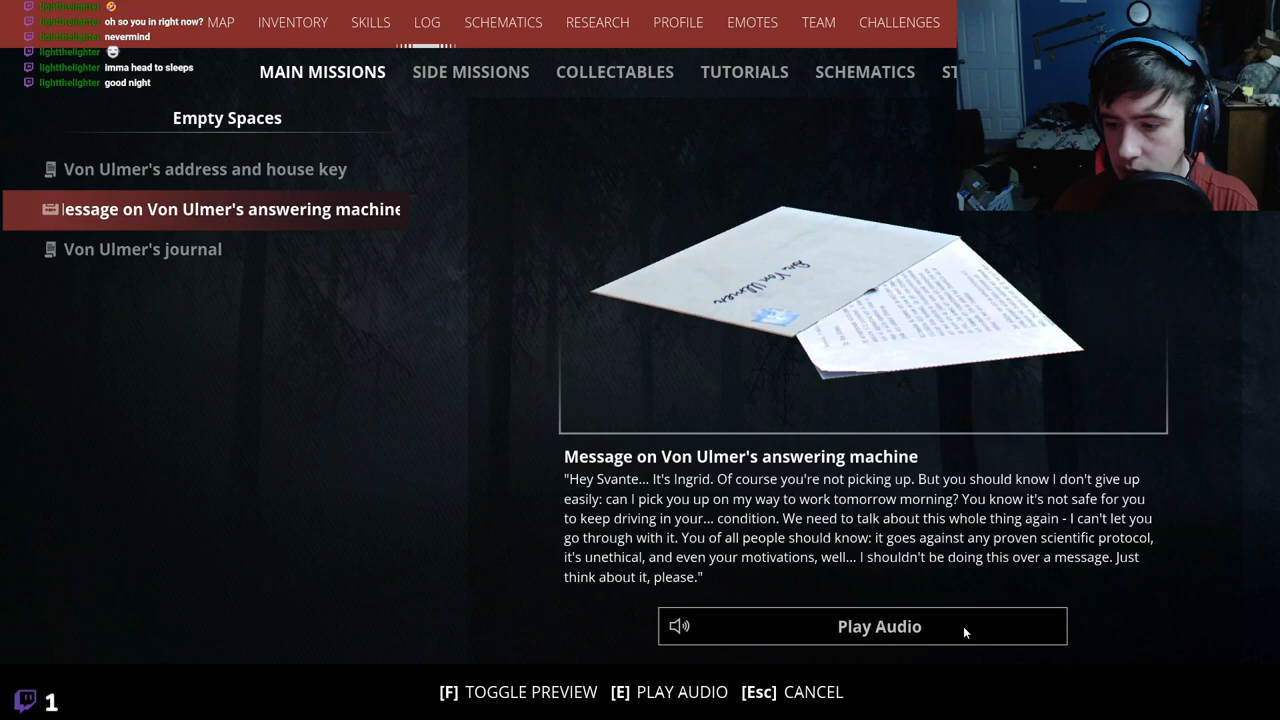 lightthelighter 🤣
lightthelighter oh so you in right now?
lightthelighter nevermind
lightthelighter
lightthelighter imma head to sleeps
lightthelighter good night
MAP INVENTORY SKILLS LOG SCHEMATICS RESEARCH PROFILE EMOTES TEAM CHALLENGES
MAIN MISSIONS SIDE MISSIONS COLLECTABLES TUTORIALS SCHEMATICS ST
Empty Spaces
Von Ulmer's address and house key
essage on Von Ulmer's answering machine
Von Ulmer's journal
Von Ulmer
Message on Von Ulmer's answering machine
"Hey Svante... It's Ingrid. Of course you're not picking up. But you should know I don't give up
easily: can I pick you up on my way to work tomorrow morning? You know it's not safe for you
to keep driving in your... condition. We need to talk about this whole thing again - I can't let you
go through with it. You of all people should know: it goes against any proven scientific protocol,
it's unethical, and even your motivations, well... I shouldn't be doing this over a message. Just
think about it, please."
Play Audio
[F] TOGGLE PREVIEW [E] PLAY AUDIO [Esc] CANCEL
1